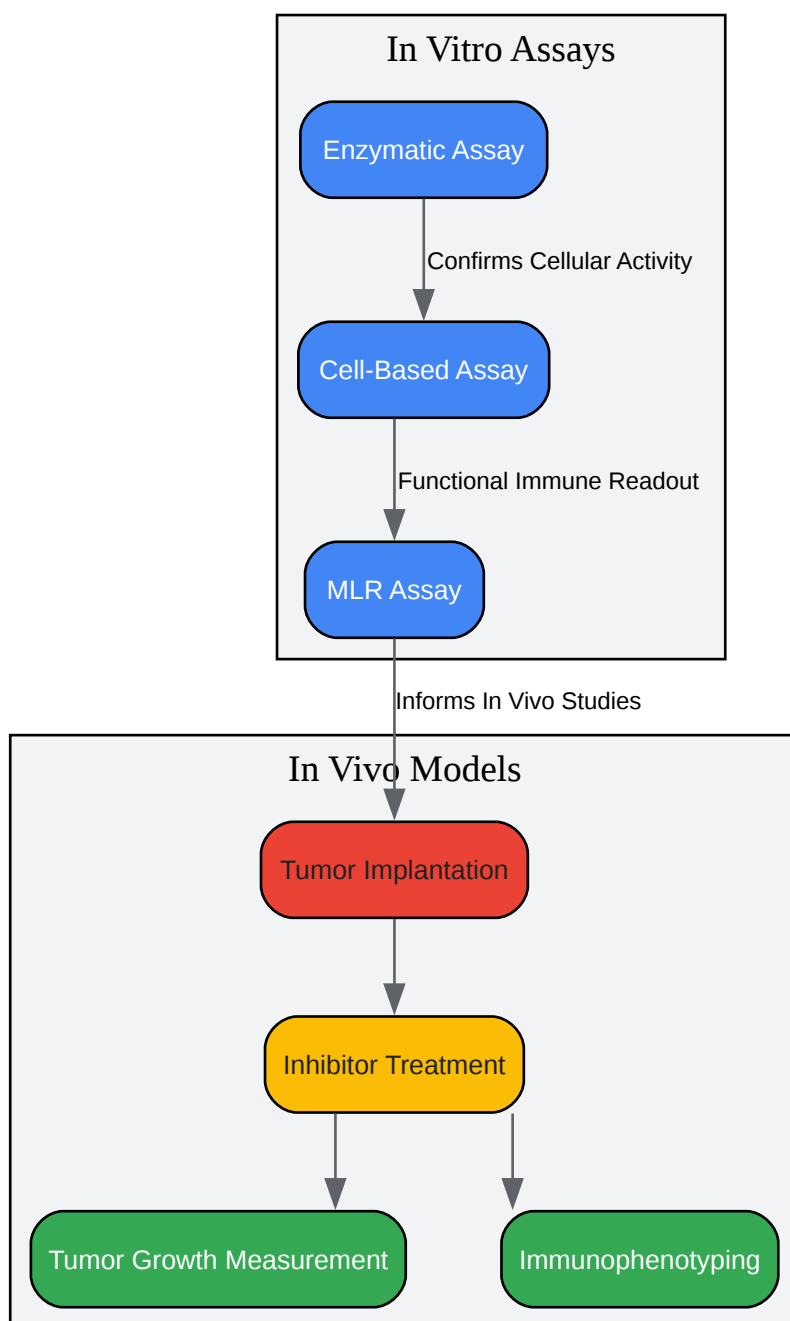 In Vitro Assays
Enzymatic Assay
Confirms Cellular Activity
Cell-Based Assay
Functional Immune Readout
MLR Assay
Informs In Vivo Studies
In Vivo Models
Tumor Implantation
Inhibitor Treatment
Tumor Growth Measurement
Immunophenotyping